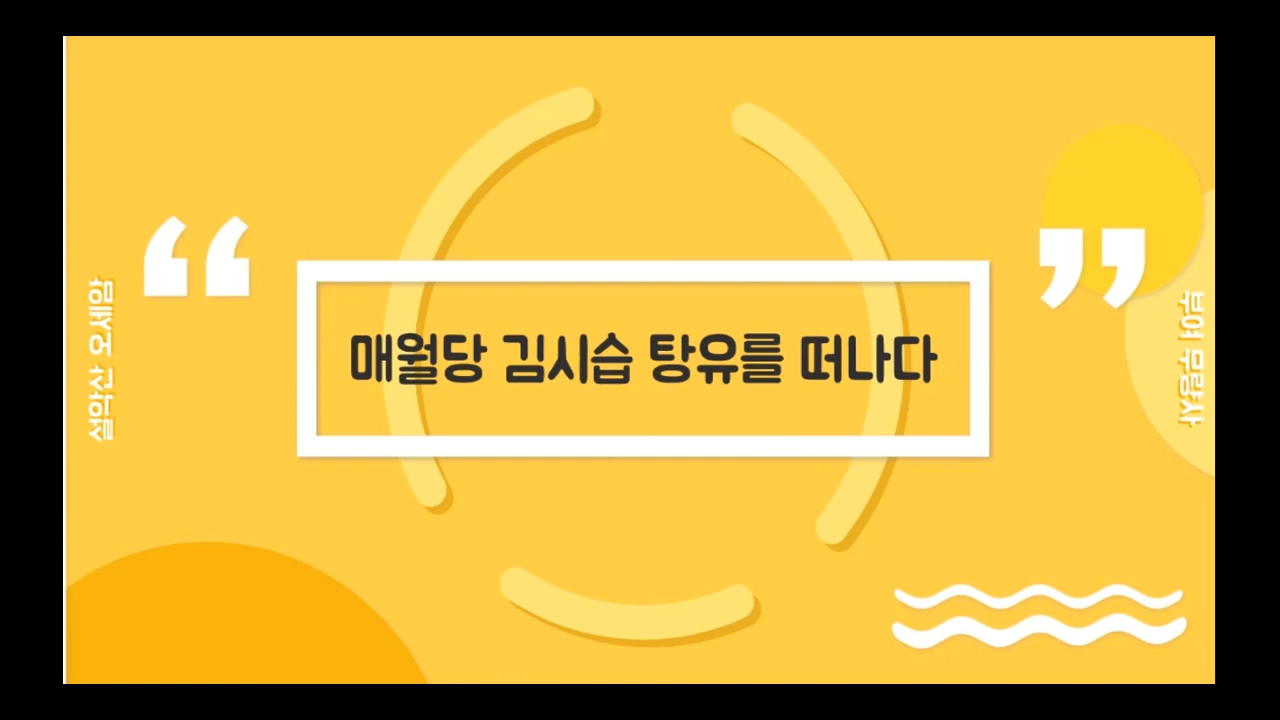 설악산 오세암
“
매월당 김시습 탕유를 떠나다
”
부여 무량사